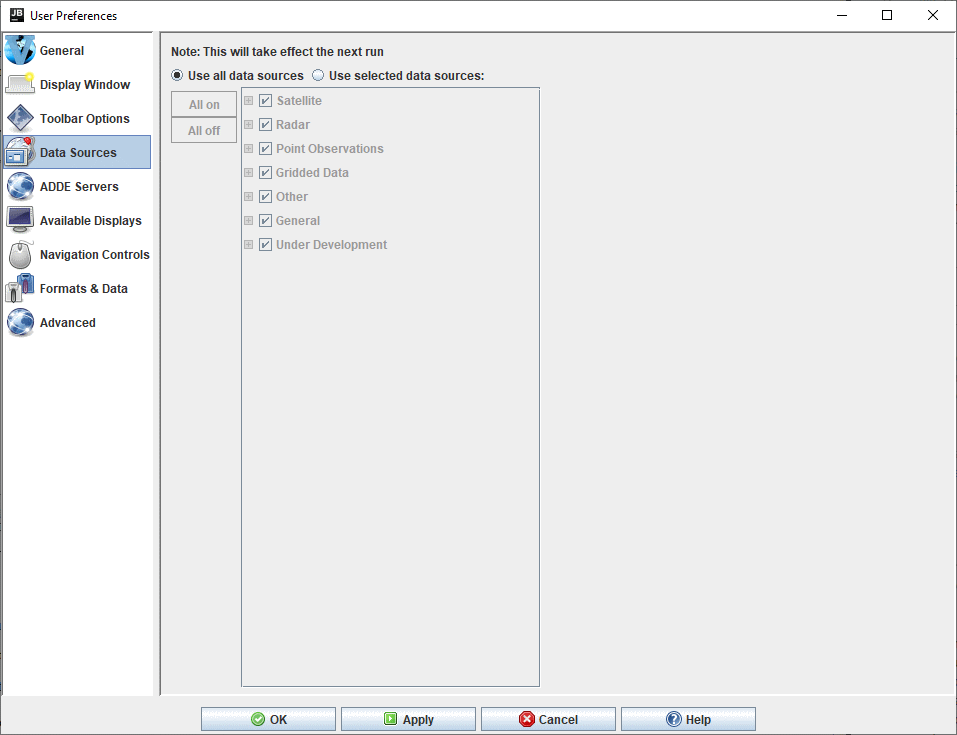 JB
User Preferences
General
Display Window
Toolbar Options
Data Sources
ADDE Servers
Available Displays
Navigation Controls
Formats & Data
Advanced
Note: This will take effect the next run
Use all data sources Use selected data sources:
All on
All off
Satellite
Radar
Point Observations
Gridded Data
Other
General
Under Development
OK Apply Cancel Help